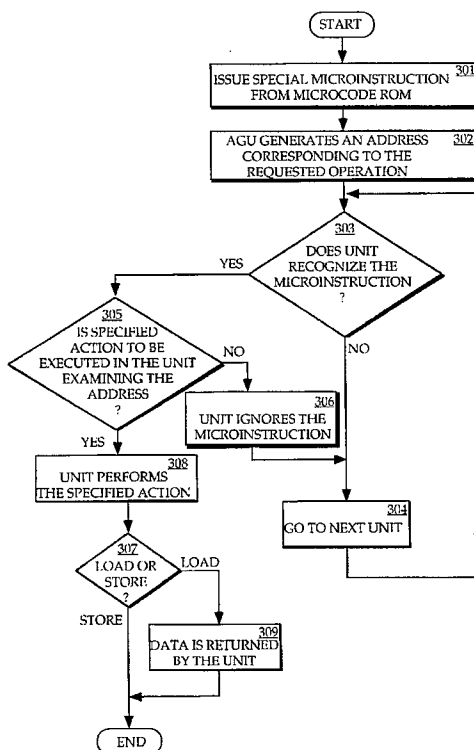 START
301
ISSUE SPECIAL MICROINSTRUCTION
FROM MICROCODE ROM
302
AGU GENERATES AN ADDRESS
CORRESPONDING TO THE
REQUESTED OPERATION
303
DOES UNIT
RECOGNIZE THE
MICROINSTRUCTION
?
YES
NO
305
IS SPECIFIED
ACTION TO BE
EXECUTED IN THE UNIT
EXAMINING THE
ADDRESS
?
NO
YES
306
UNIT IGNORES THE
MICROINSTRUCTION
308
UNIT PERFORMS
THE SPECIFIED ACTION
304
GO TO NEXT UNIT
307
LOAD OR
STORE
?
LOAD
STORE
309
DATA IS RETURNED
BY THE UNIT
END